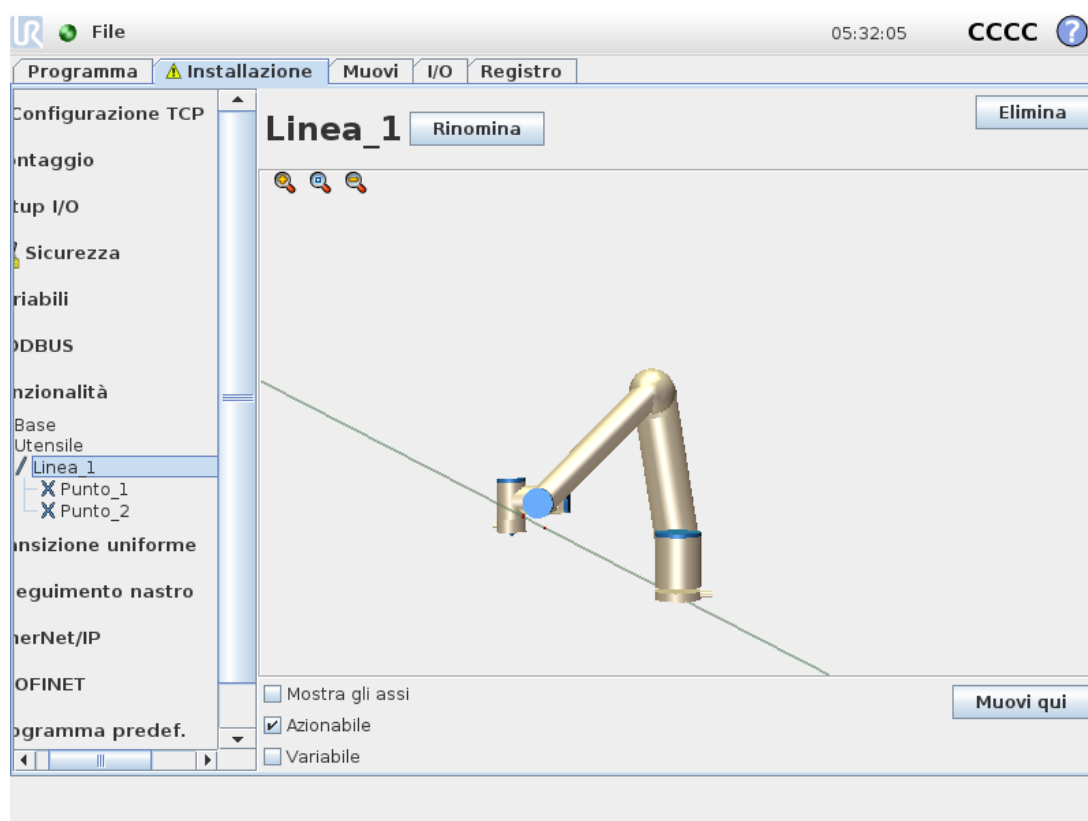 UR File 05:32:05 CCCC ?
Programma Installazione Muovi I/O Registro
Configurazione TCP
ntaggio
tup I/O
Sicurezza
riabili
DDBUS
nzionalità
Base
Utensile
Linea_1
Punto_1
Punto_2
ansizione uniforme
eguimento nastro
nerNet/IP
OFINET
ogramma predef.
Linea_1 Rinomina Elimina
Mostra gli assi
Azionabile
Variabile
Muovi qui